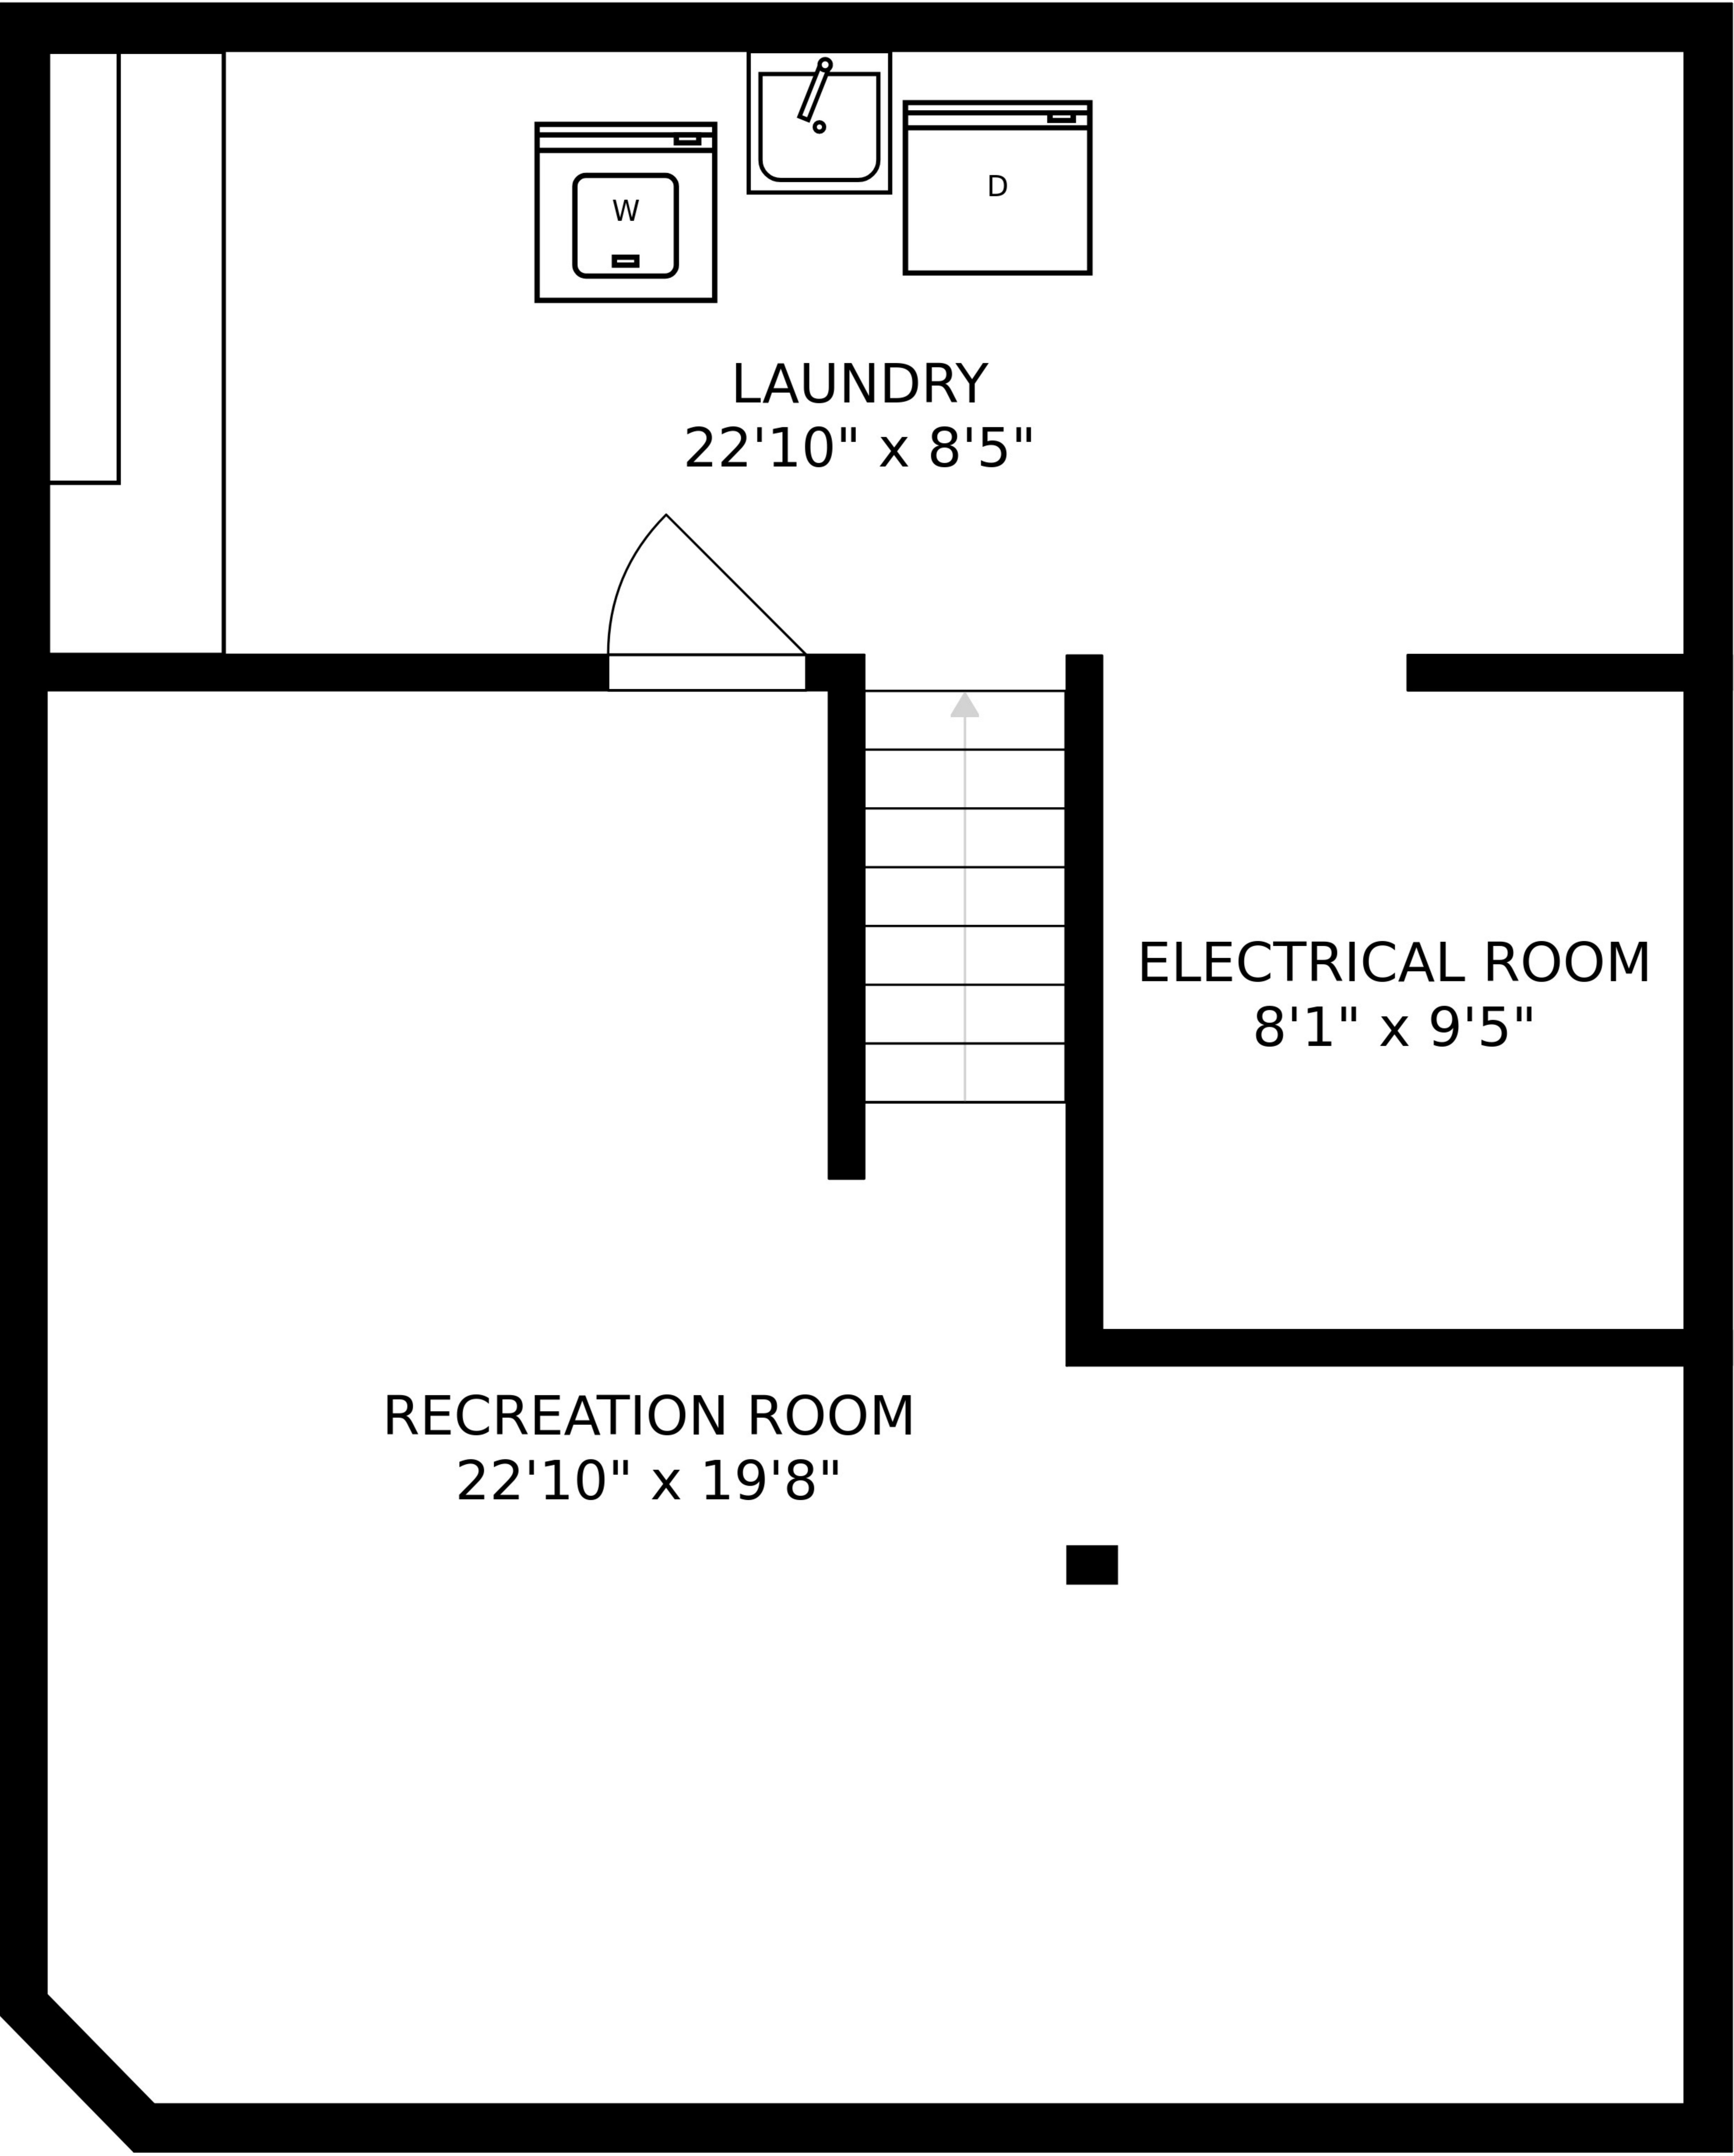 W
D
LAUNDRY
22'10" x 8'5"
ELECTRICAL ROOM
8'1" x 9'5"
RECREATION ROOM
22'10" x 19'8"